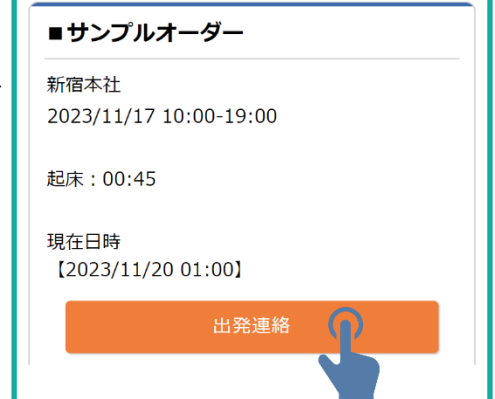 ■サンプルオーダー
新宿本社
2023/11/17 10:00-19:00
起床：00:45
現在日時
【2023/11/20 01:00】
出発連絡